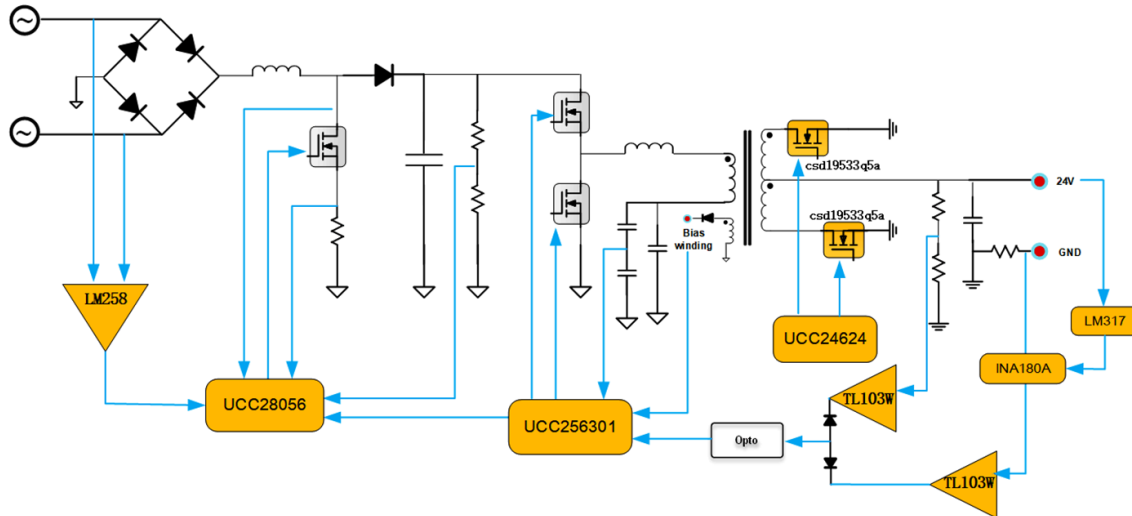 csd19533q5a
24V
csd19533q5a
Bias
winding
GND
LM258
LM317
UCC24624
INA180A
UCC28056
TL103W
UCC256301
Opto
TL103W